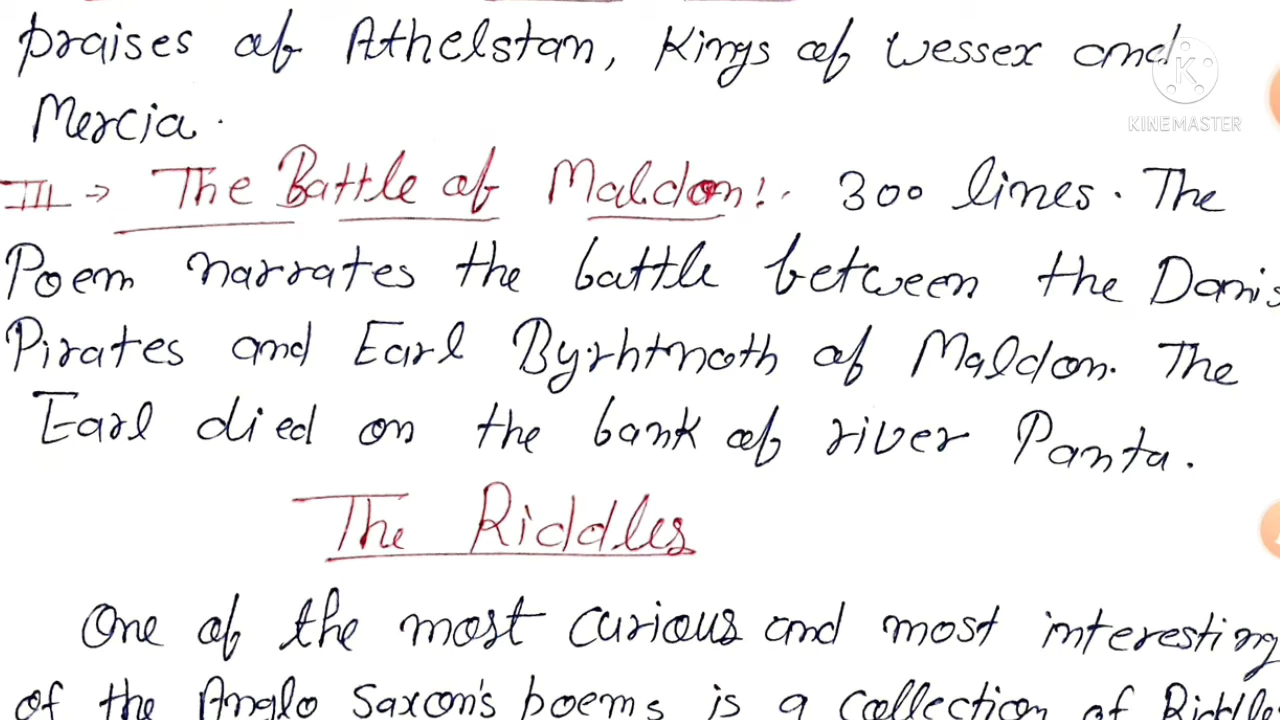 praises of Athelstan, Kings of Wessex and
Mercia.
KINEMASTER
III → The Battle of Maldon:- 300 lines. The
Poem narrates the battle between the Danis
Pirates and Earl Byrhtnoth of Maldon. The
Earl died on the bank of river Panta.
The Riddles
One of the most curious and most interesting
of the Anglo Saxon's poems is a collection of Riddle